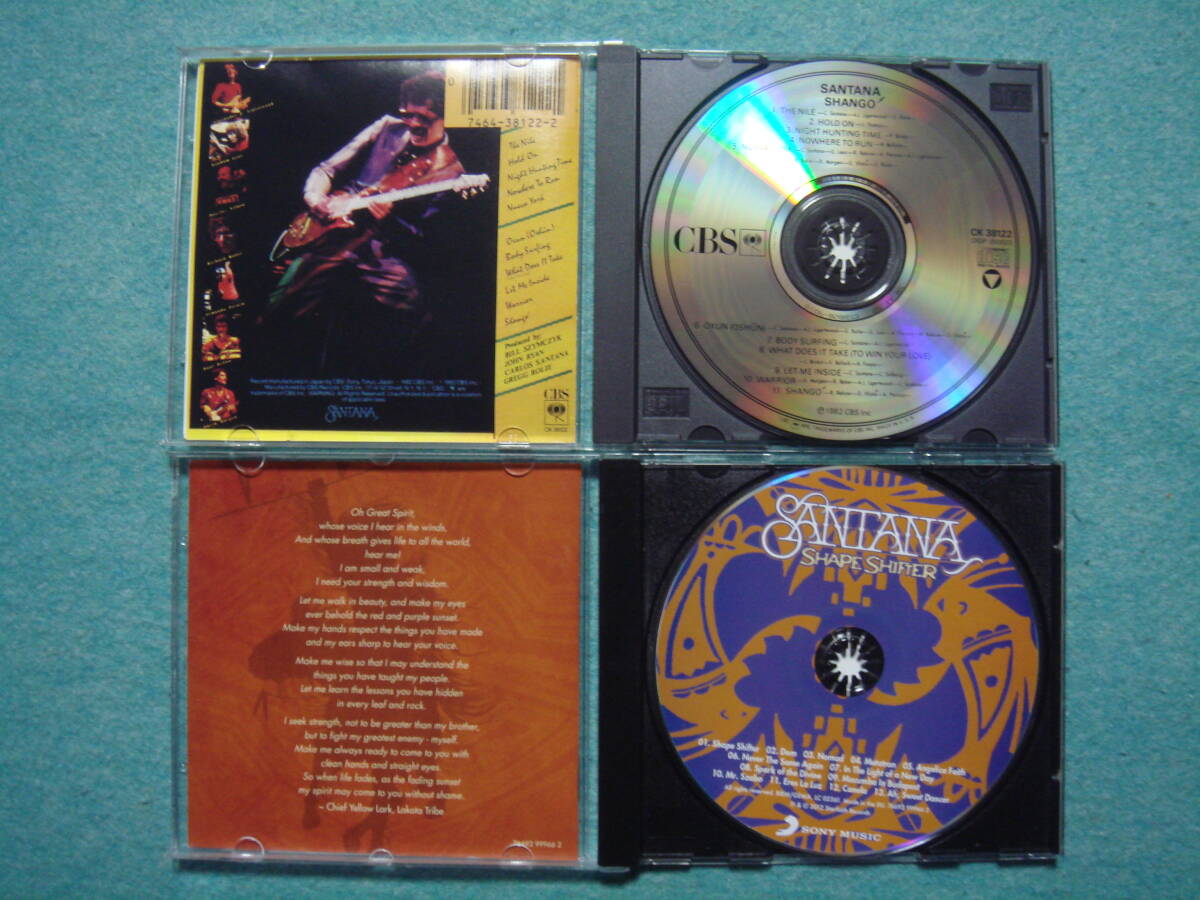 7464-38122-2
The Nile
Hold On
Night Hunting Time
Nowhere To Run
Nueva York
Oxun (Oshūn)
Body Surfing
What Does It Take
Let Me Inside
Warrior
Shangó
Produced by:
BILL SZYMCZYK
JOHN RYAN
CARLOS SANTANA
GREGG ROLIE
CBS
CK 38122
SANTANA
SANTANA
SHANGÓ
1. THE NILE
2. HOLD ON
3. NIGHT HUNTING TIME
4. NOWHERE TO RUN
CBS
CK 38122
6. OXUN (OSHŪN)
7. BODY SURFING
8. WHAT DOES IT TAKE (TO WIN YOUR LOVE)
9. LET ME INSIDE
10. WARRIOR
11. SHANGÓ
© 1982 CBS Inc.
Oh Great Spirit,
whose voice I hear in the winds,
And whose breath gives life to all the world,
hear me!
I am small and weak,
I need your strength and wisdom.
Let me walk in beauty, and make my eyes
ever behold the red and purple sunset.
Make my hands respect the things you have made
and my ears sharp to hear your voice.
Make me wise so that I may understand the
things you have taught my people.
Let me learn the lessons you have hidden
in every leaf and rock.
I seek strength, not to be greater than my brother,
but to fight my greatest enemy - myself.
Make me always ready to come to you with
clean hands and straight eyes.
So when life fades, as the fading sunset
my spirit may come to you without shame.
~ Chief Yellow Lark, Lakota Tribe
88691 99966 2
SANTANA
SHAPE SHIFTER
01. Shape Shifter 02. Dom 03. Nomad 04. Metatron 05. Angelica Faith
06. Never The Same Again 07. In The Light of a New Day
08. Spark of the Divine 09. Macumba In Budapest
10. Mr. Szabo 11. Eres La Luz 12. Canela 13. Ah, Sweet Dancer
SONY MUSIC